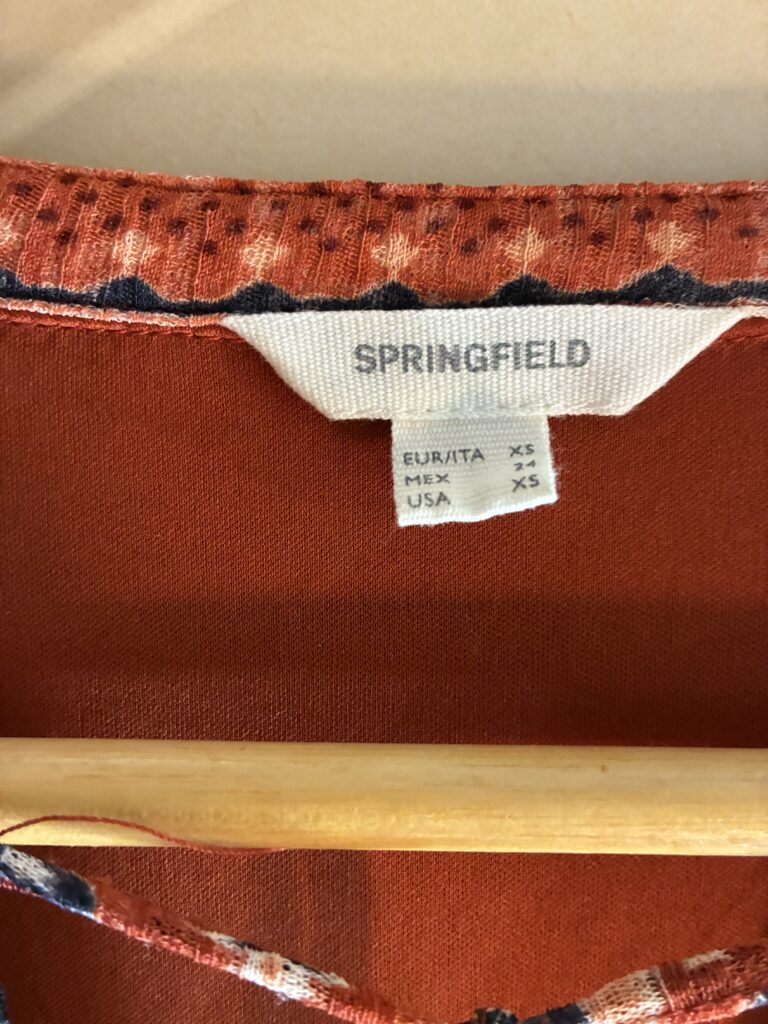 SPRINGFIELD
EUR/ITA XS
MEX 24
USA XS